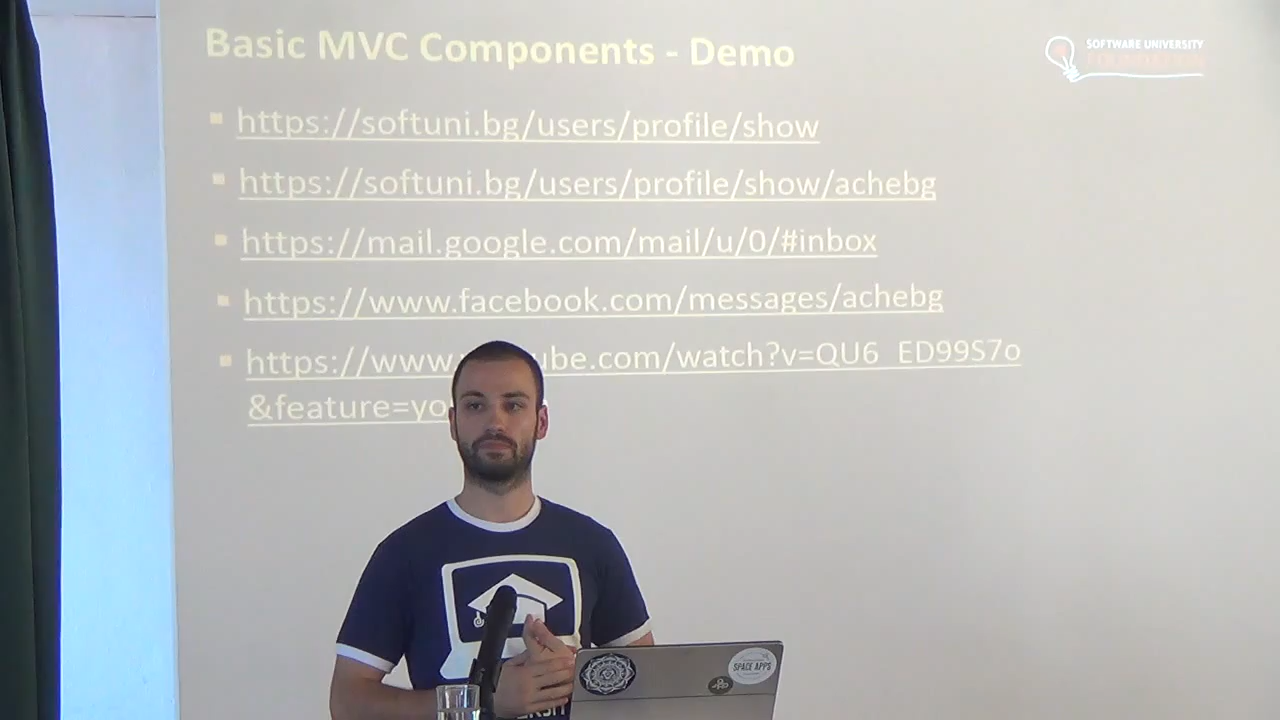 Basic MVC Components - Demo
SOFTWARE UNIVERSITY
FOUNDATION
https://softuni.bg/users/profile/show
https://softuni.bg/users/profile/show/achebg
https://mail.google.com/mail/u/0/#inbox
https://www.facebook.com/messages/achebg
https://www. ube.com/watch?v=QU6_ED99S7o
&feature=yo
SPACE APPS